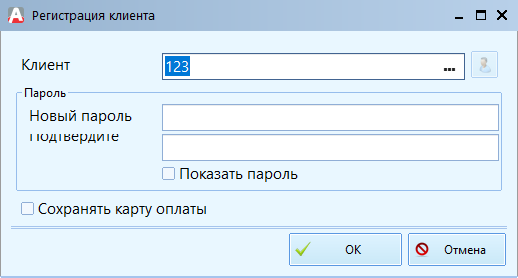 Регистрация клиента
Клиент 123 ...
Пароль
Новый пароль
Подтвердите
Показать пароль
Сохранять карту оплаты
OK Отмена